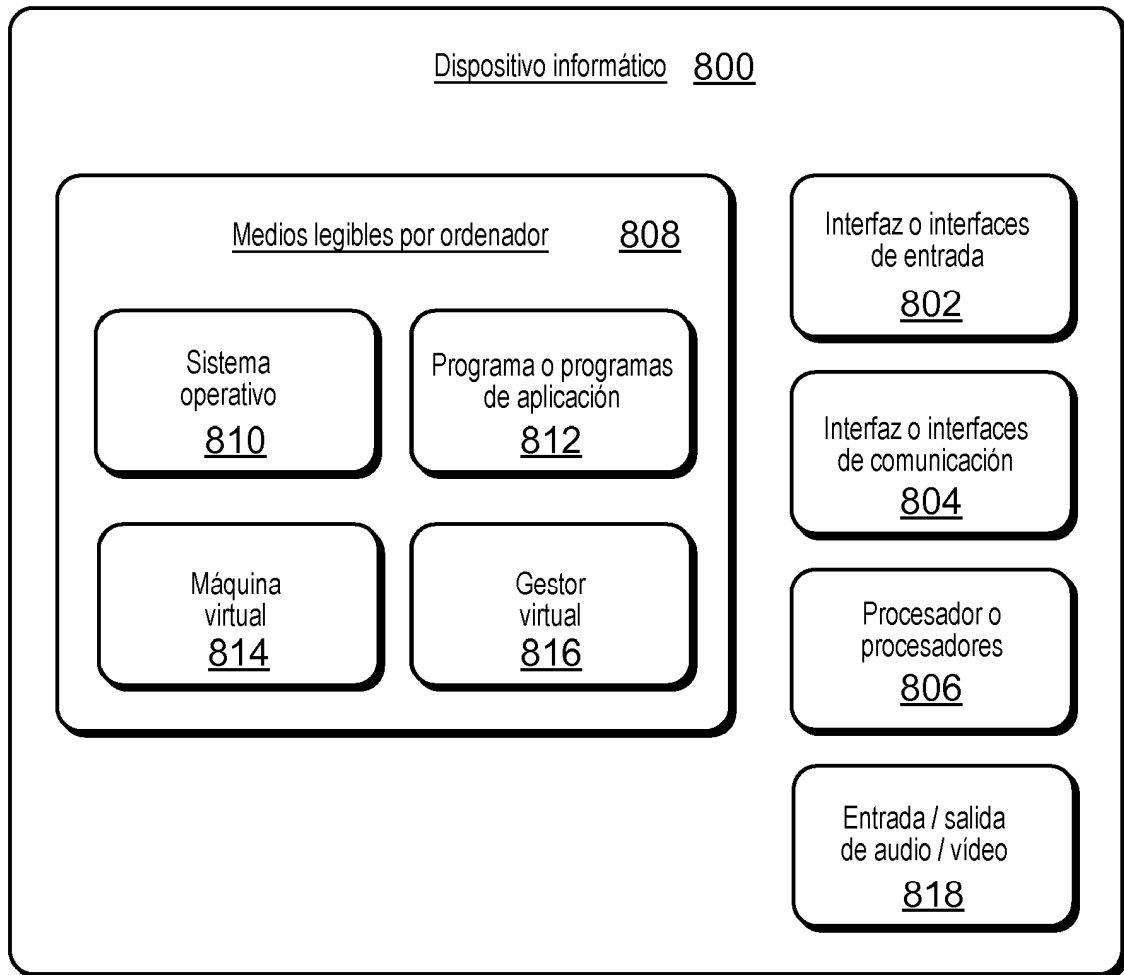 Dispositivo informático 800
Medios legibles por ordenador 808
Sistema
operativo
810
Programa o programas
de aplicación
812
Máquina
virtual
814
Gestor
virtual
816
Interfaz o interfaces
de entrada
802
Interfaz o interfaces
de comunicación
804
Procesador o
procesadores
806
Entrada / salida
de audio / vídeo
818